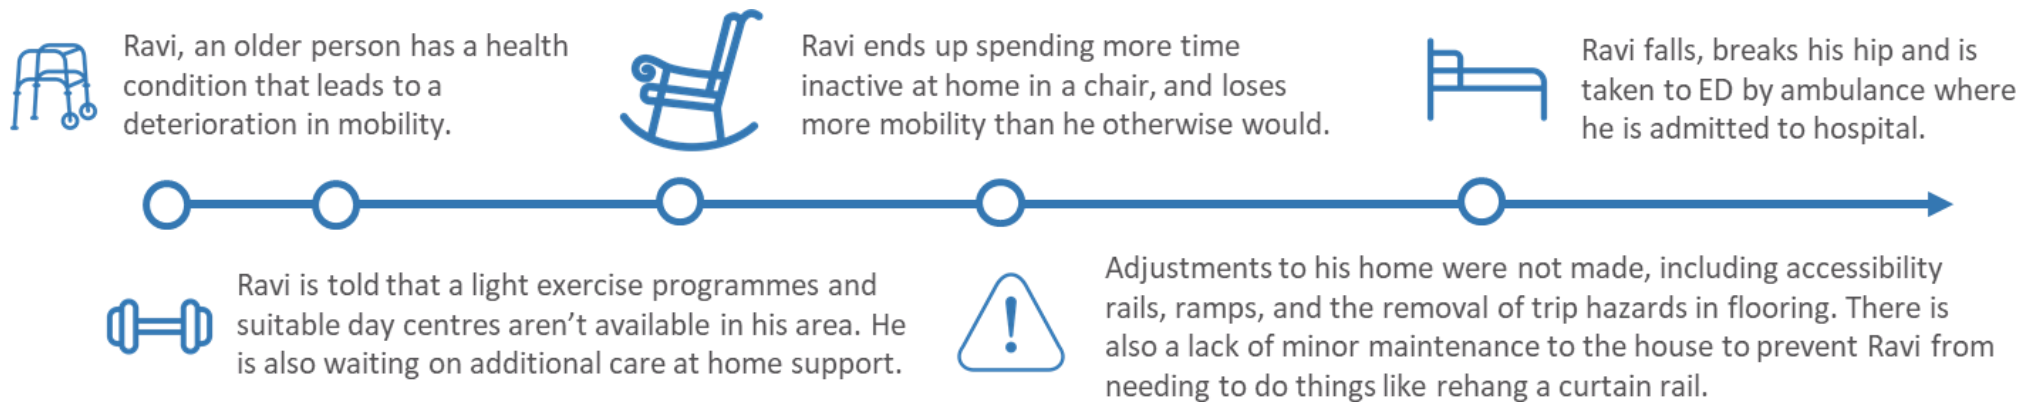 Ravi, an older person has a health
condition that leads to a
deterioration in mobility.
Ravi is told that a light exercise programmes and
suitable day centres aren't available in his area. He
is also waiting on additional care at home support.
Ravi ends up spending more time
inactive at home in a chair, and loses
more mobility than he otherwise would.
Adjustments to his home were not made, including accessibility
rails, ramps, and the removal of trip hazards in flooring. There is
also a lack of minor maintenance to the house to prevent Ravi from
needing to do things like rehang a curtain rail.
Ravi falls, breaks his hip and is
taken to ED by ambulance where
he is admitted to hospital.